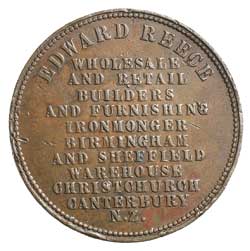 EDWARD REECE
WHOLESALE
AND RETAIL
BUILDERS
AND FURNISHING
IRONMONGER
BIRMINGHAM
AND SHEFFIELD
WAREHOUSE
CHRISTCHURCH
CANTERBURY
N.Z.